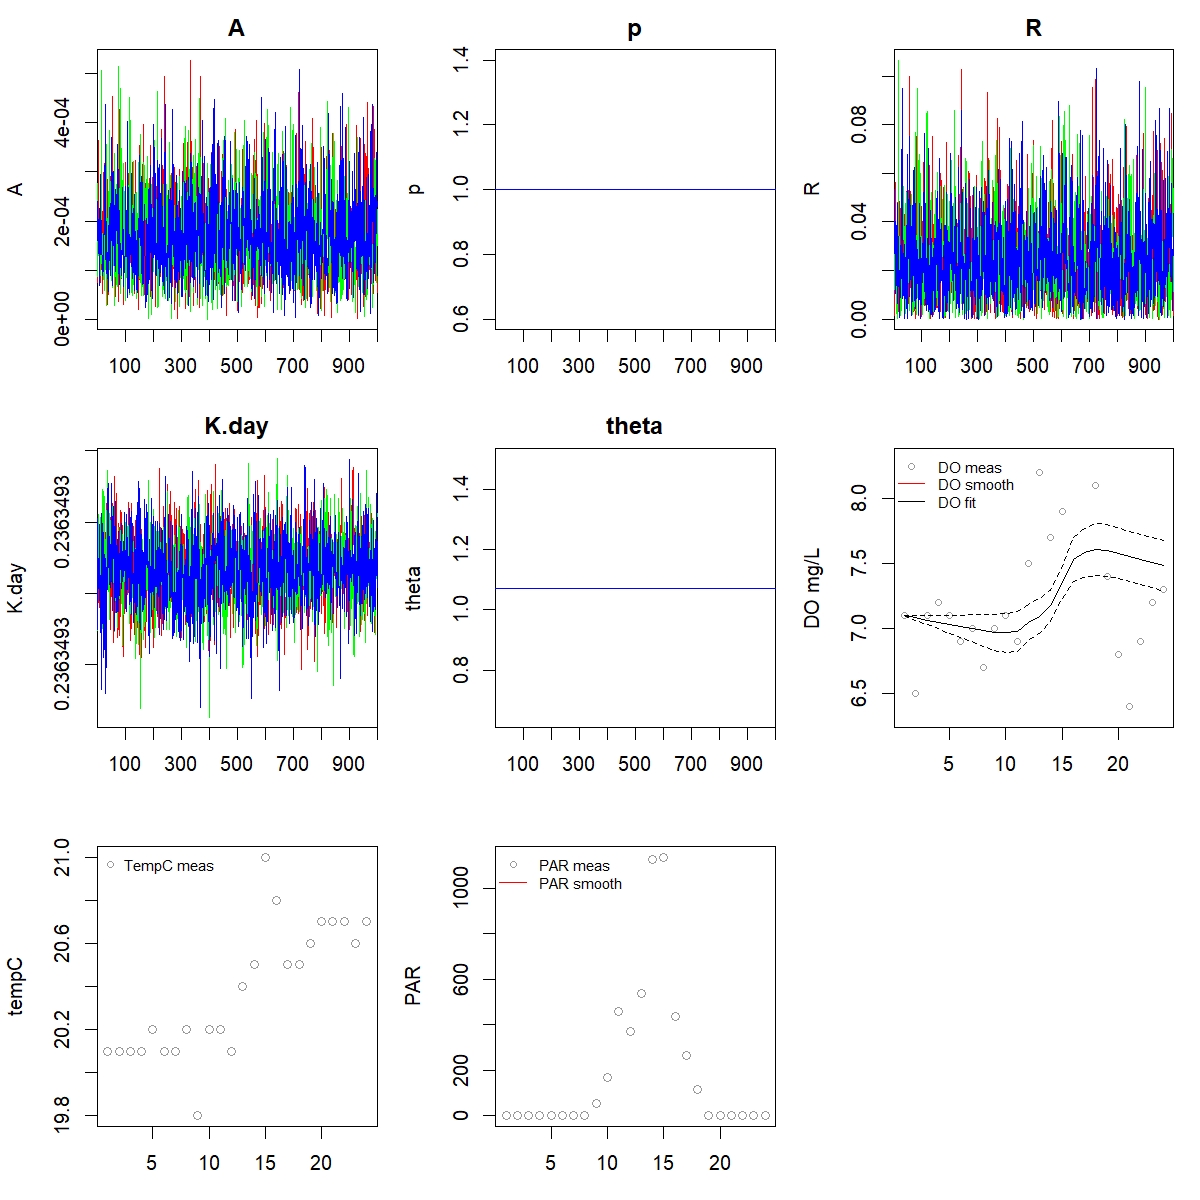 A
p
R
A
0e+00 2e-04 4e-04
100 300 500 700 900
p
0.6 0.8 1.0 1.2 1.4
100 300 500 700 900
R
0.00 0.04 0.08
100 300 500 700 900
K.day
theta
K.day
0.2363493 0.2363493
100 300 500 700 900
theta
0.8 1.0 1.2 1.4
100 300 500 700 900
DO mg/L
6.5 7.0 7.5 8.0
DO meas
DO smooth
DO fit
5 10 15 20
tempC
19.8 20.2 20.6 21.0
TempC meas
5 10 15 20
PAR
0 200 600 1000
PAR meas
PAR smooth
5 10 15 20